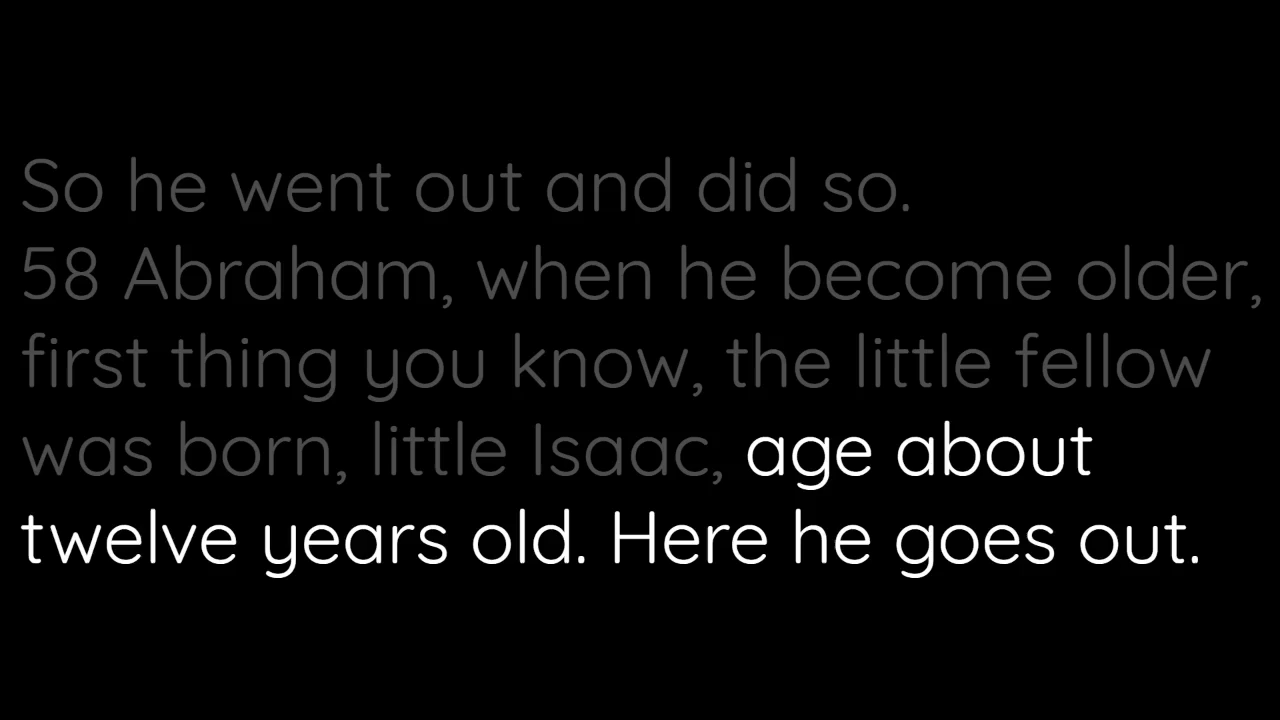 So he went out and did so.
58 Abraham, when he become older,
first thing you know, the little fellow
was born, little Isaac, age about
twelve years old. Here he goes out.